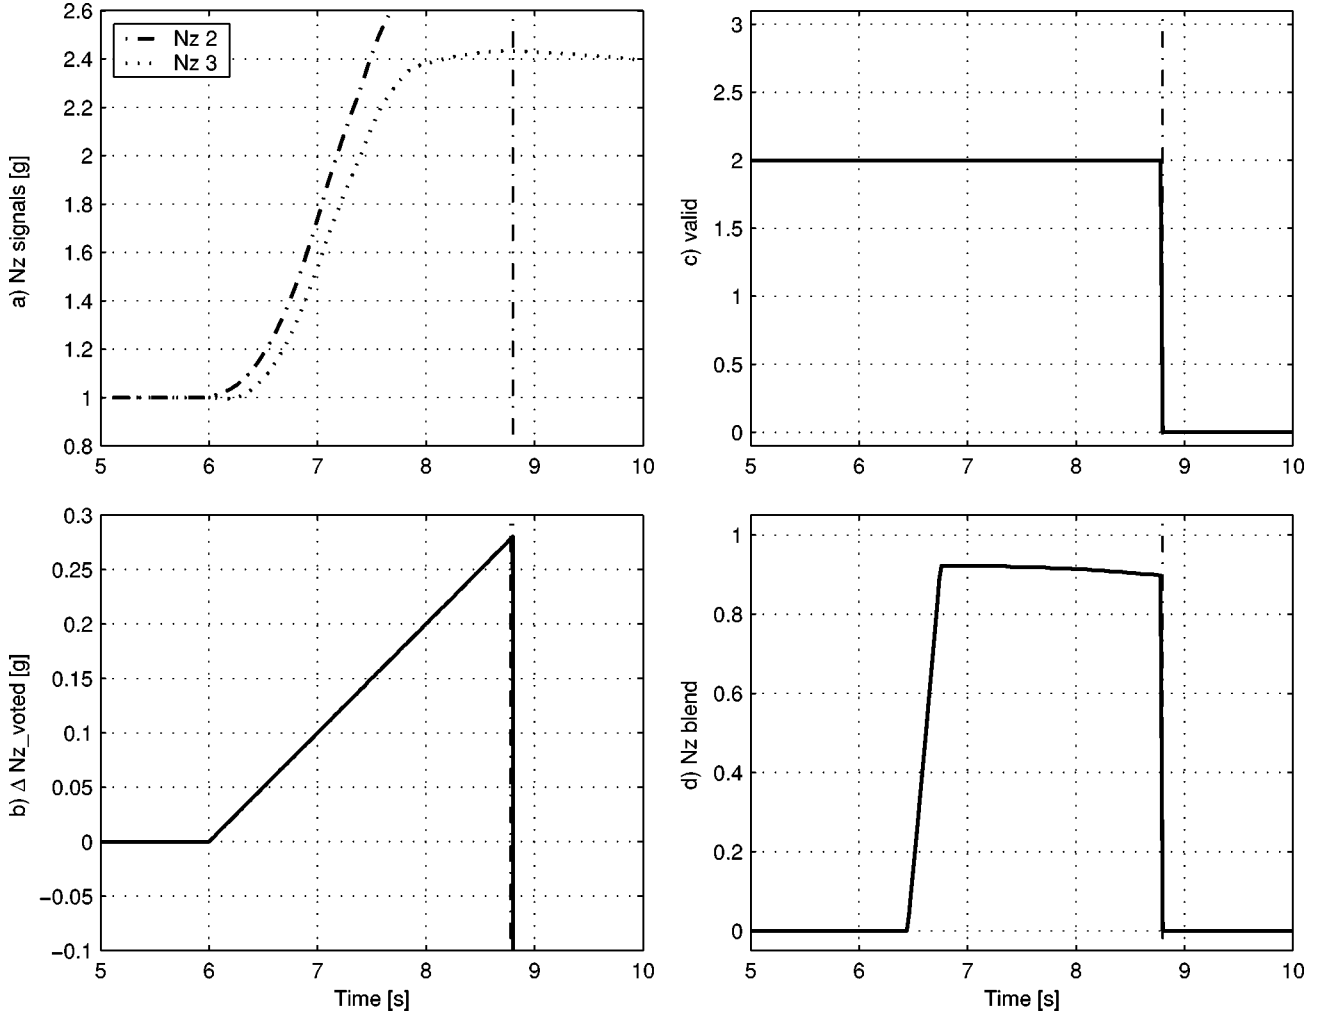 2.6
2.4
2.2
2
1.8
1.6
1.4
1.2
1
0.8
5 6 7 8 9 10
a) Nz signals [g]
Nz 2
Nz 3
3
2.5
2
1.5
1
0.5
0
5 6 7 8 9 10
c) valid
0.3
0.25
0.2
0.15
0.1
0.05
0
−0.05
−0.1
5 6 7 8 9 10
b) Δ Nz_voted [g]
Time [s]
1
0.8
0.6
0.4
0.2
0
5 6 7 8 9 10
d) Nz blend
Time [s]